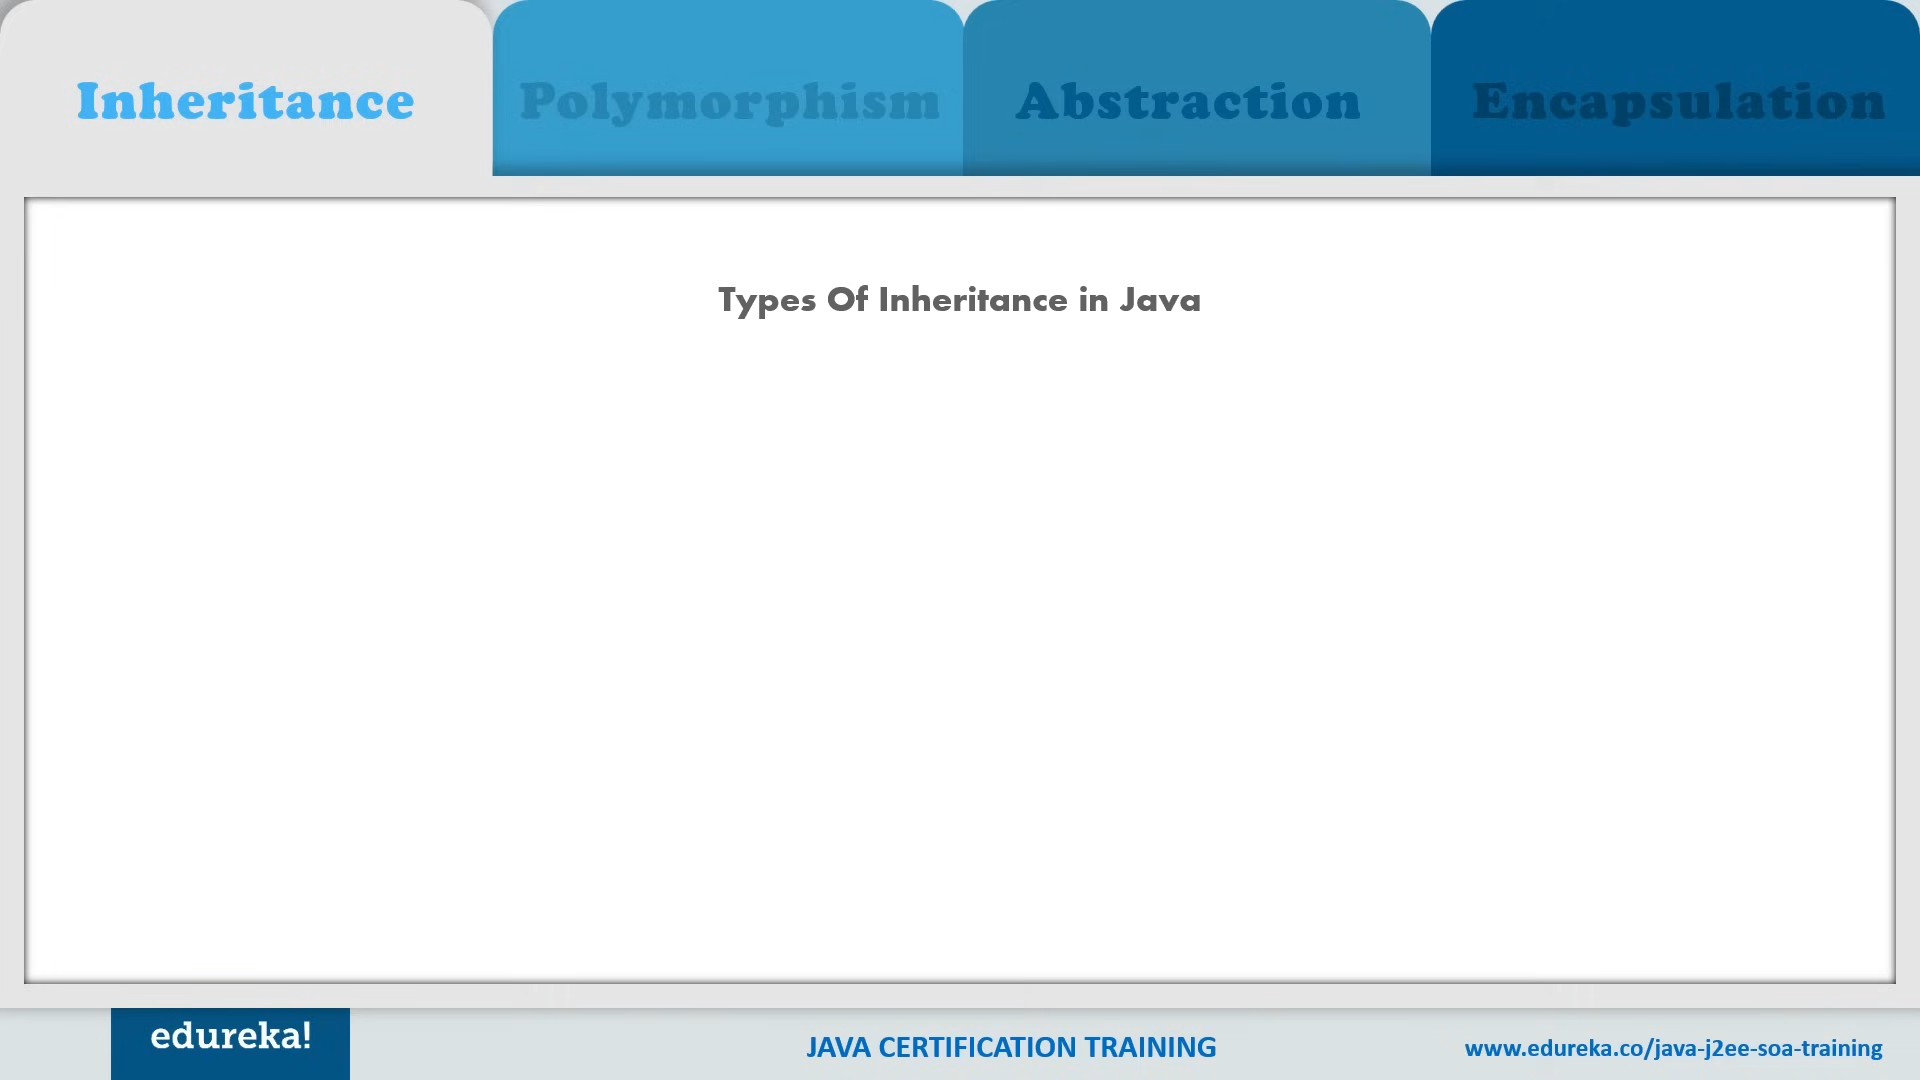 Inheritance
Polymorphism
Abstraction
Encapsulation
Types Of Inheritance in Java
edureka!
JAVA CERTIFICATION TRAINING
www.edureka.co/java-j2ee-soa-training